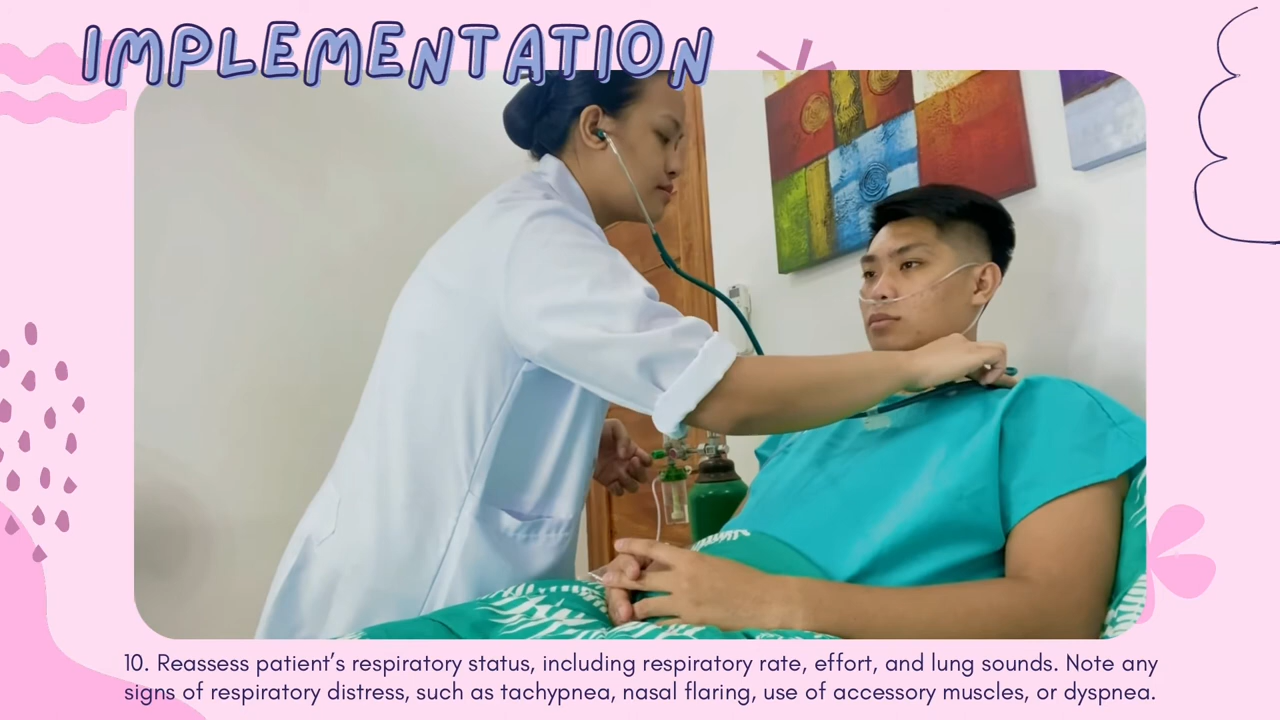 IMPLEMENTATION
10. Reassess patient’s respiratory status, including respiratory rate, effort, and lung sounds. Note any
signs of respiratory distress, such as tachypnea, nasal flaring, use of accessory muscles, or dyspnea.